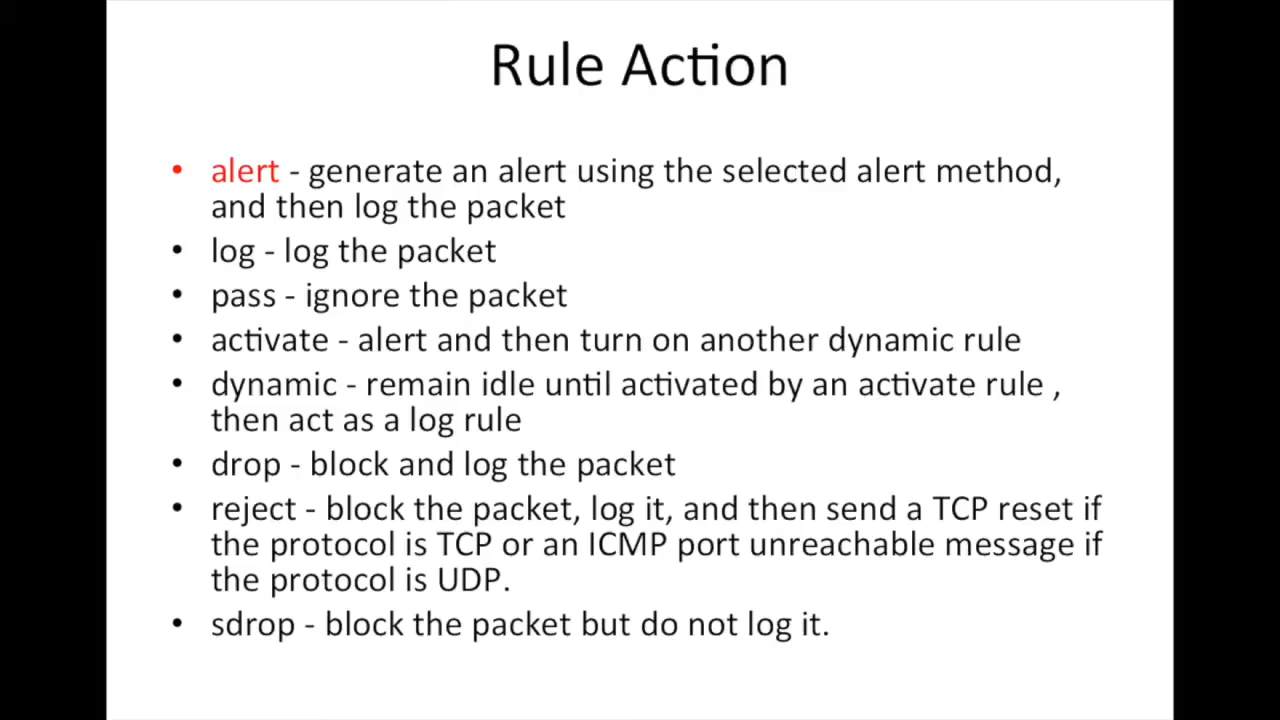 Rule Action
• alert - generate an alert using the selected alert method,
and then log the packet
• log - log the packet
• pass - ignore the packet
• activate - alert and then turn on another dynamic rule
• dynamic - remain idle until activated by an activate rule ,
then act as a log rule
• drop - block and log the packet
• reject - block the packet, log it, and then send a TCP reset if
the protocol is TCP or an ICMP port unreachable message if
the protocol is UDP.
• sdrop - block the packet but do not log it.